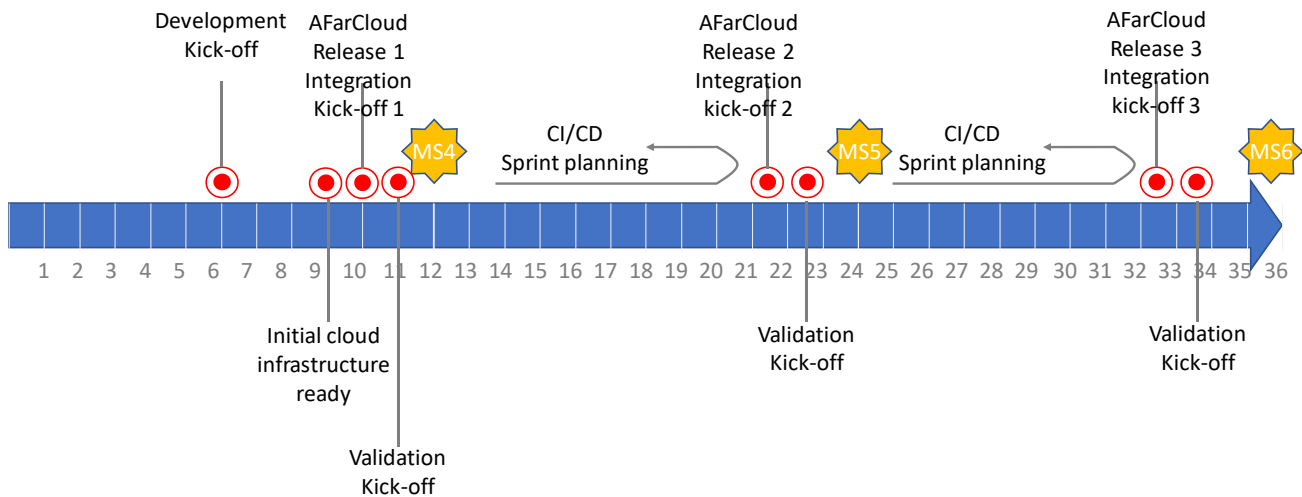 Development
Kick-off
AFarCloud
Release 1
Integration
Kick-off 1
AFarCloud
Release 2
Integration
kick-off 2
AFarCloud
Release 3
Integration
kick-off 3
MS4
CI/CD
Sprint planning
MS5
CI/CD
Sprint planning
MS6
1 2 3 4 5 6 7 8 9 10 11 12 13 14 15 16 17 18 19 20 21 22 23 24 25 26 27 28 29 30 31 32 33 34 35 36
Initial cloud
infrastructure
ready
Validation
Kick-off
Validation
Kick-off
Validation
Kick-off